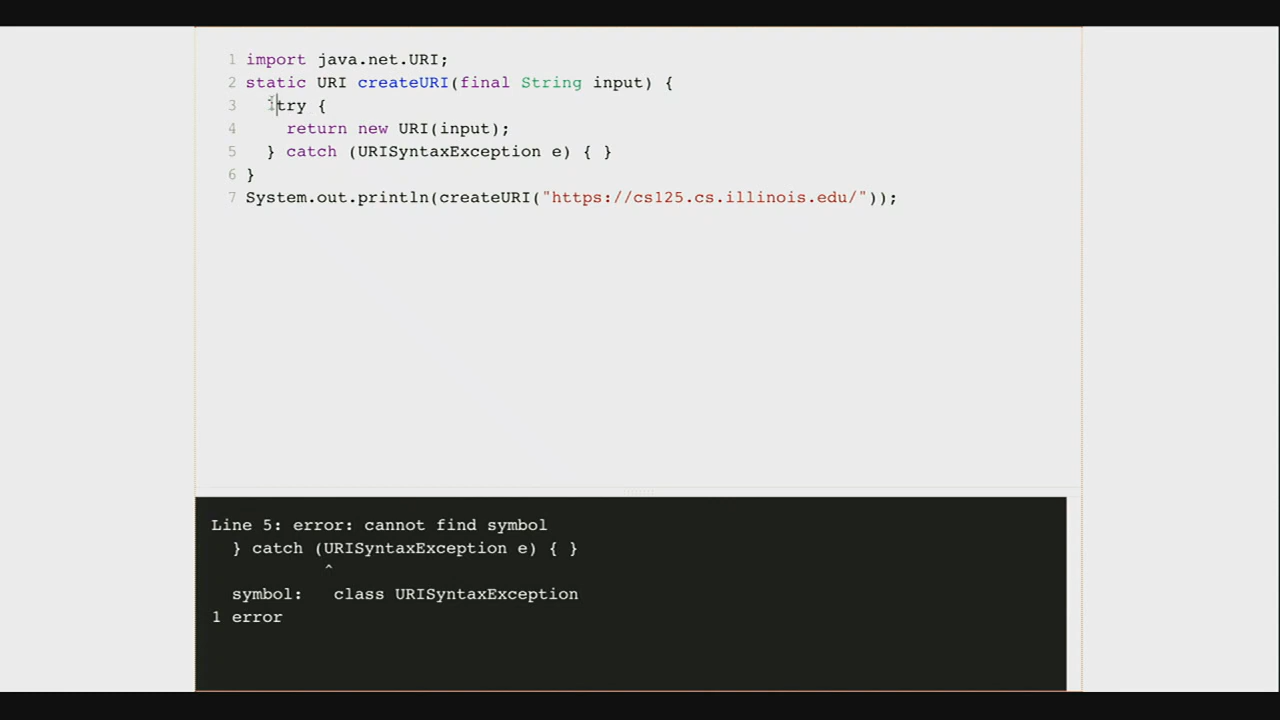 1 import java.net.URI;
2 static URI createURI(final String input) {
3 try {
4 return new URI(input);
5 } catch (URISyntaxException e) { }
6 }
7 System.out.println(createURI("https://cs125.cs.illinois.edu/"));
Line 5: error: cannot find symbol
} catch (URISyntaxException e) { }
^
symbol: class URISyntaxException
1 error